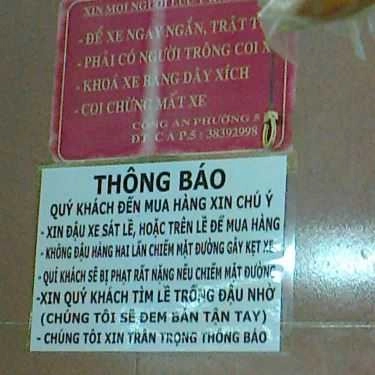 XIN MỌI NGƯỜI LƯU Ý
- ĐỂ XE NGAY NGẮN, TRẬT T
- PHẢI CÓ NGƯỜI TRÔNG COI X
- KHOÁ XE BẰNG DÂY XÍCH
- COI CHỪNG MẤT XE
CÔNG AN PHƯỜNG 5
ĐT C A P.5 : 38392998
THÔNG BÁO
QUÝ KHÁCH ĐẾN MUA HÀNG XIN CHÚ Ý
- XIN ĐẬU XE SÁT LỀ, HOẶC TRÊN LỀ ĐỂ MUA HÀNG
- KHÔNG ĐẬU HÀNG HAI LẤN CHIẾM MẶT ĐƯỜNG GÂY KẸT XE
- QUÍ KHÁCH SẼ BỊ PHẠT RẤT NẶNG NẾU CHIẾM MẶT ĐƯỜNG
-XIN QUÝ KHÁCH TÌM LỀ TRỐNG ĐẬU NHỜ
(CHÚNG TÔI SẼ ĐEM BÁN TẬN TAY)
- CHÚNG TÔI XIN TRÂN TRỌNG THÔNG BÁO